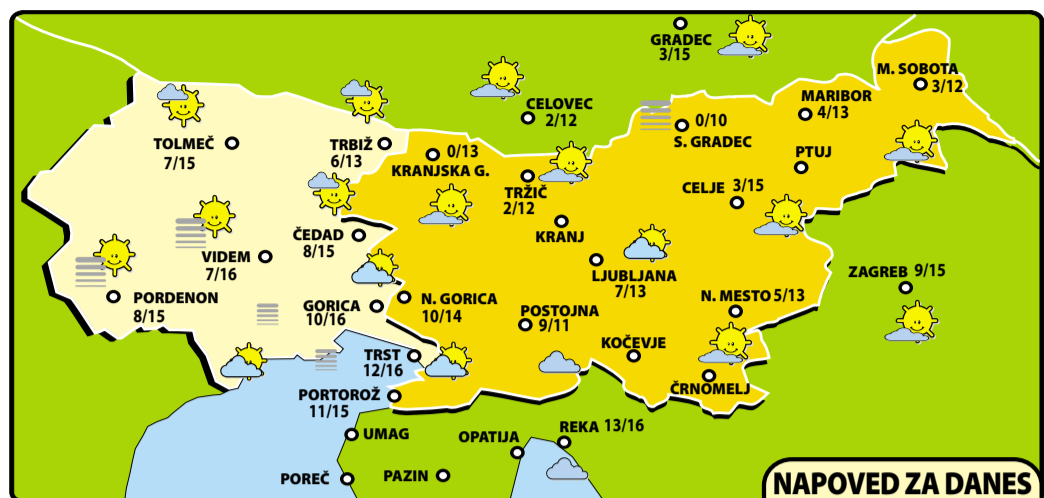 GRADEC
3/15
M. SOBOTA
3/12
CELOVEC
2/12
MARIBOR
4/13
0/10
S. GRADEC
TOLMEČ
7/15
TRBIŽ
6/13
0/13
KRANJSKA G.
PTUJ
TRŽIČ
2/12
CELJE 3/15
ČEDAD
8/15
KRANJ
VIDEM
7/16
LJUBLJANA
7/13
ZAGREB 9/15
PORDENON
8/15
GORICA
10/16
N. GORICA
10/14
POSTOJNA
9/11
N. MESTO 5/13
TRST
12/16
KOČEVJE
ČRNOMELJ
PORTOROŽ
11/15
UMAG
OPATIJA
REKA 13/16
POREČ
PAZIN
NAPOVED ZA DANES